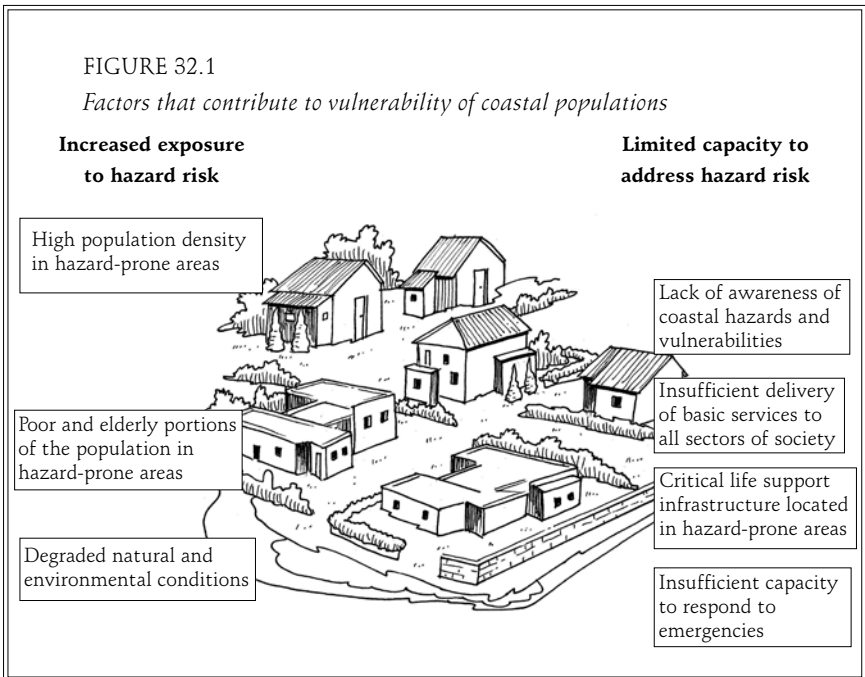 FIGURE 32.1
Factors that contribute to vulnerability of coastal populations
Increased exposure
to hazard risk
High population density
in hazard-prone areas
Poor and elderly portions
of the population in
hazard-prone areas
Degraded natural and
environmental conditions
Limited capacity to
address hazard risk
Lack of awareness of
coastal hazards and
vulnerabilities
Insufficient delivery
of basic services to
all sectors of society
Critical life support
infrastructure located
in hazard-prone areas
Insufficient capacity
to respond to
emergencies